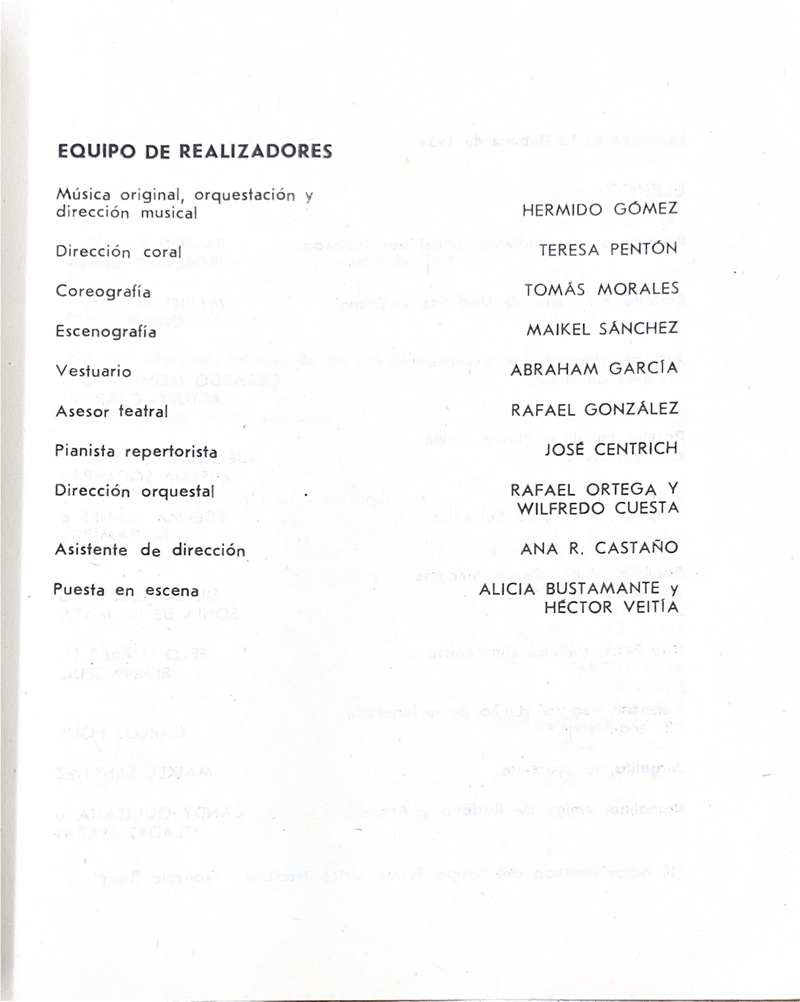 EQUIPO DE REALIZADORES
Música original, orquestación y
dirección musical HERMIDO GÓMEZ
Dirección coral TERESA PENTÓN
Coreografía TOMÁS MORALES
Escenografía MAIKEL SÁNCHEZ
Vestuario ABRAHAM GARCÍA
Asesor teatral RAFAEL GONZÁLEZ
Pianista repertorista JOSÉ CENTRICH
Dirección orquestal RAFAEL ORTEGA Y
WILFREDO CUESTA
Asistente de dirección ANA R. CASTAÑO
Puesta en escena ALICIA BUSTAMANTE y
HÉCTOR VEITÍA